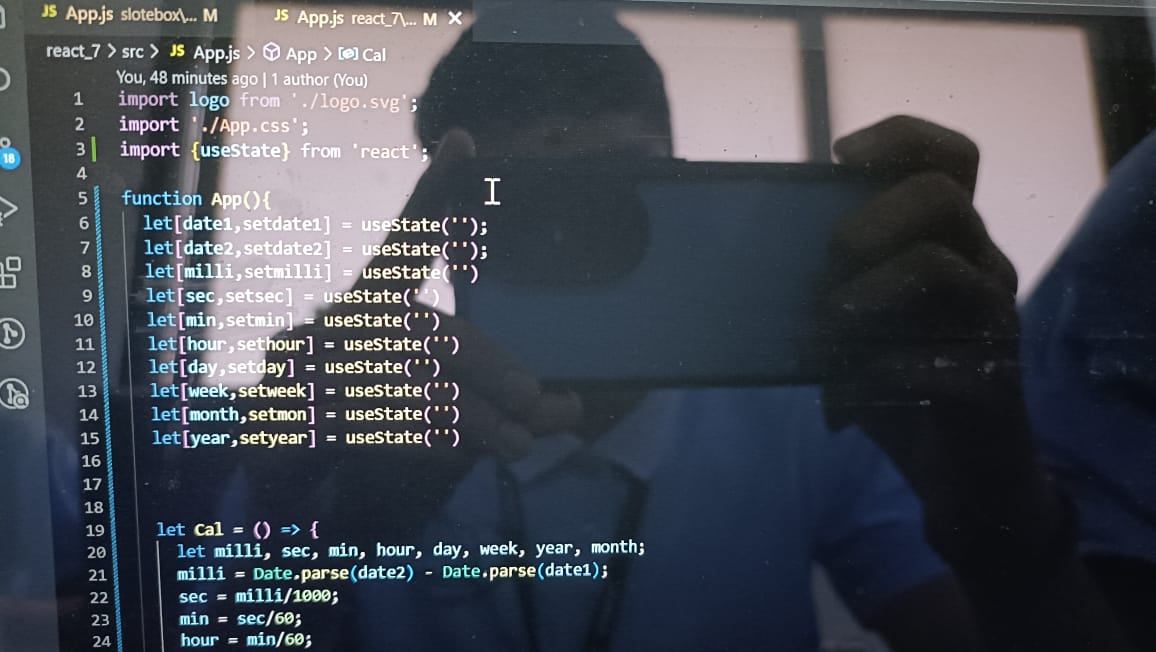 JS App.js slotebox\... M JS App.js react_7\... M ✕
react_7 > src > JS App.js > App > Cal
You, 48 minutes ago | 1 author (You)
1 import logo from './logo.svg';
2 import './App.css';
3 import {useState} from 'react';
4
5 function App(){
6 let[date1,setdate1] = useState('');
7 let[date2,setdate2] = useState('');
8 let[milli,setmilli] = useState('')
9 let[sec,setsec] = useState('')
10 let[min,setmin] = useState('')
11 let[hour,sethour] = useState('')
12 let[day,setday] = useState('')
13 let[week,setweek] = useState('')
14 let[month,setmon] = useState('')
15 let[year,setyear] = useState('')
16
17
18
19 let Cal = () => {
20 let milli, sec, min, hour, day, week, year, month;
21 milli = Date.parse(date2) - Date.parse(date1);
22 sec = milli/1000;
23 min = sec/60;
24 hour = min/60;
18